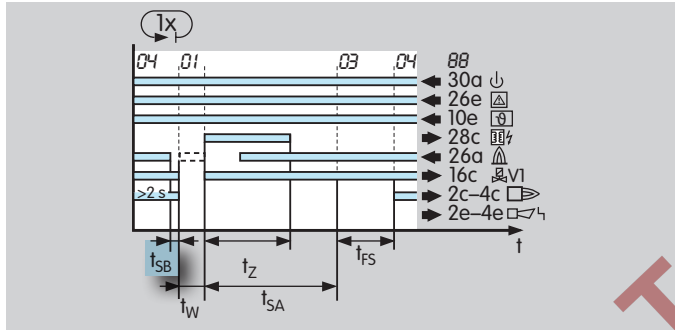 1x
04 01 03 04 88
30a
26e
10e
28c
26a
16c V1
>2 s 2c–4c
2e–4e
t
tSB tZ tFS
tW tSA
T